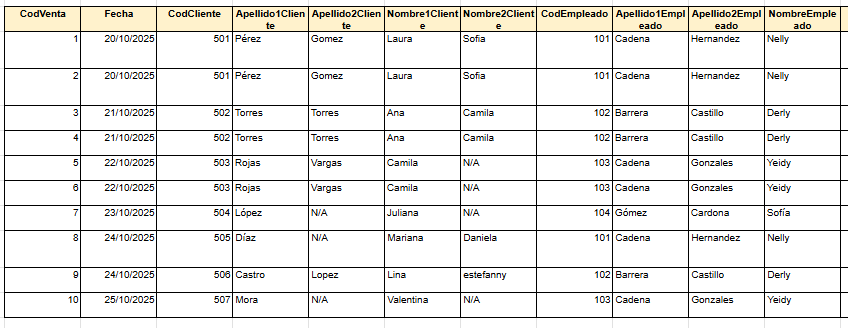 CodVenta Fecha CodCliente Apellido1Cliente Apellido2Cliente Nombre1Cliente Nombre2Cliente CodEmpleado Apellido1Empleado Apellido2Empleado NombreEmpleado
1 20/10/2025 501 Pérez Gomez Laura Sofia 101 Cadena Hernandez Nelly
2 20/10/2025 501 Pérez Gomez Laura Sofia 101 Cadena Hernandez Nelly
3 21/10/2025 502 Torres Torres Ana Camila 102 Barrera Castillo Derly
4 21/10/2025 502 Torres Torres Ana Camila 102 Barrera Castillo Derly
5 22/10/2025 503 Rojas Vargas Camila N/A 103 Cadena Gonzales Yeidy
6 22/10/2025 503 Rojas Vargas Camila N/A 103 Cadena Gonzales Yeidy
7 23/10/2025 504 López N/A Juliana N/A 104 Gómez Cardona Sofía
8 24/10/2025 505 Díaz N/A Mariana Daniela 101 Cadena Hernandez Nelly
9 24/10/2025 506 Castro Lopez Lina estefanny 102 Barrera Castillo Derly
10 25/10/2025 507 Mora N/A Valentina N/A 103 Cadena Gonzales Yeidy